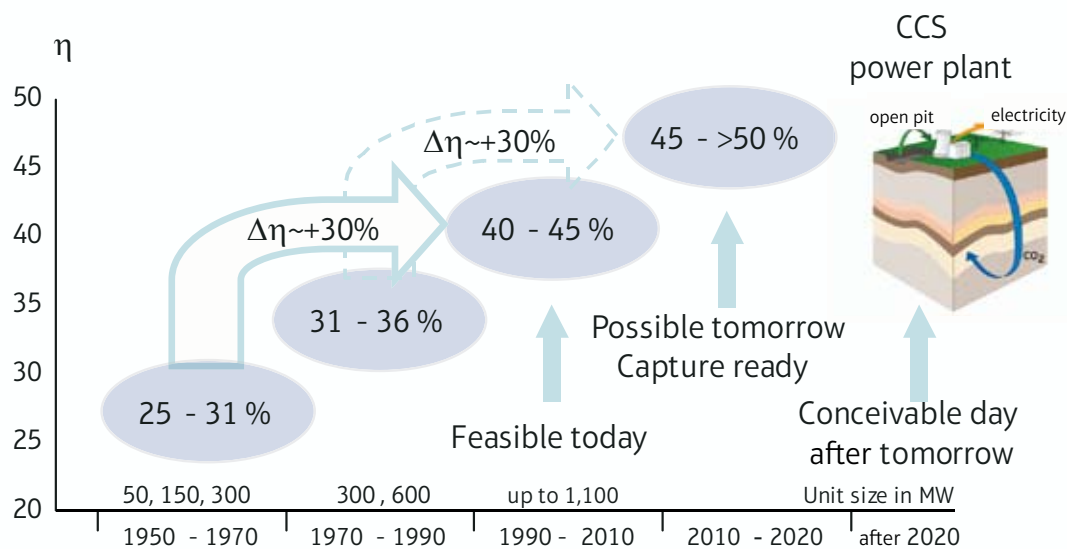 CCS
power plant
η
50
45
40
35
30
25
20
open pit
electricity
CO₂
Δη~+30%
45 - >50 %
Δη~+30%
40 - 45 %
31 - 36 %
25 - 31 %
Possible tomorrow
Capture ready
Feasible today
Conceivable day
after tomorrow
50, 150, 300
300 , 600
up to 1,100
Unit size in MW
1950 - 1970
1970 - 1990
1990 - 2010
2010 - 2020
after 2020